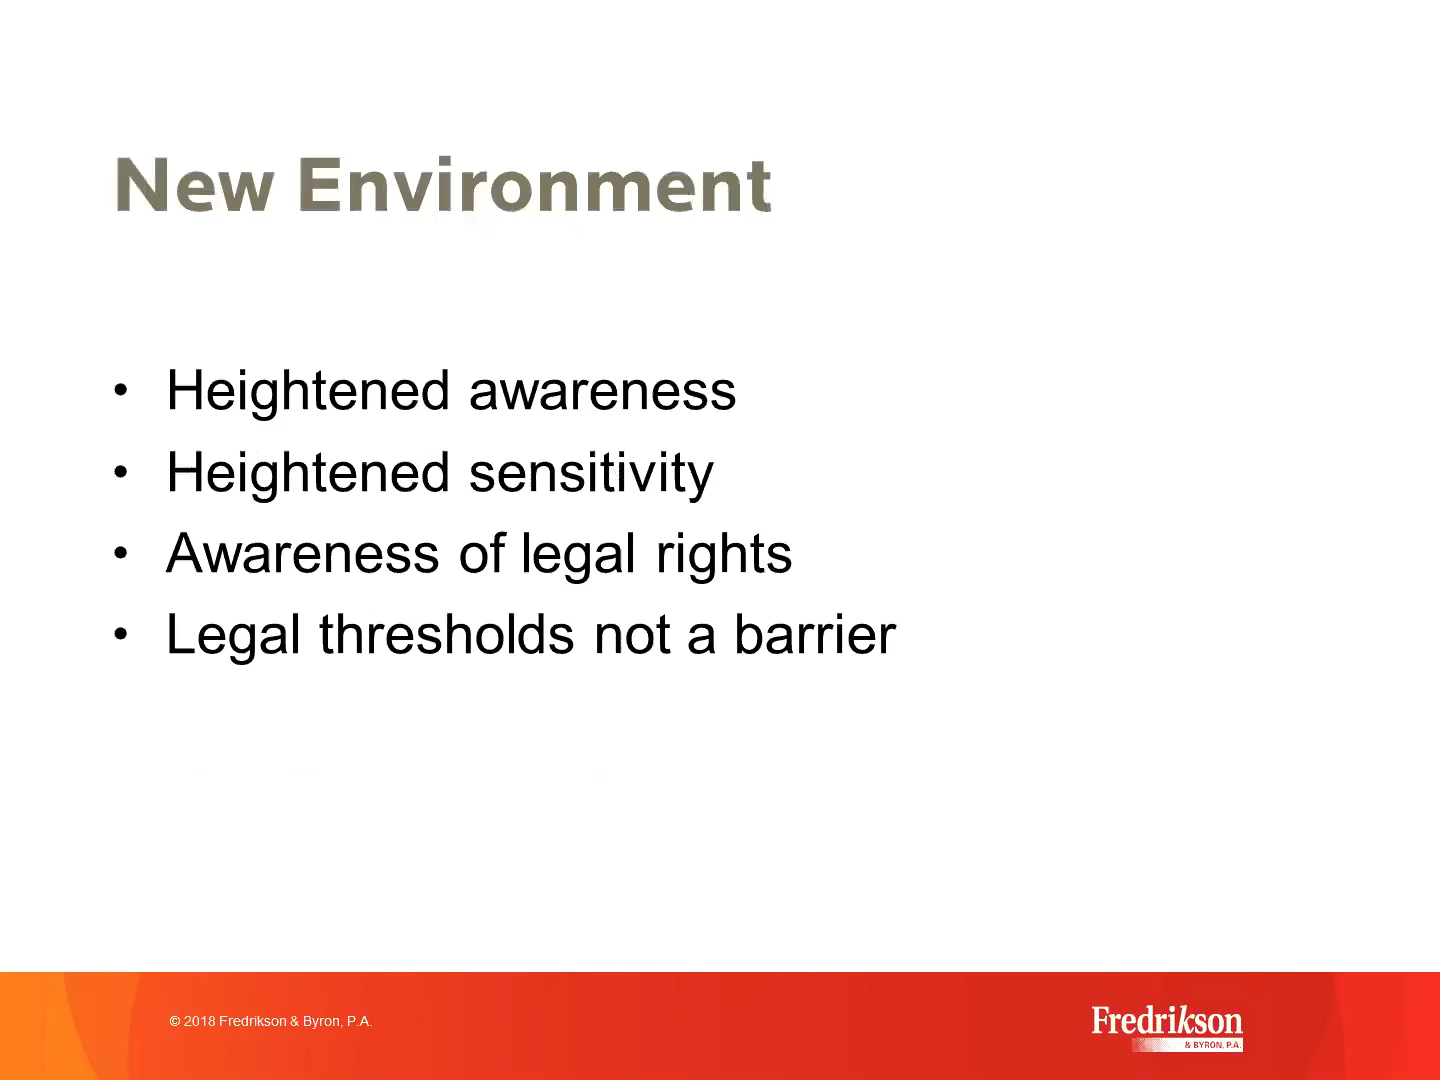 New Environment
• Heightened awareness
• Heightened sensitivity
• Awareness of legal rights
• Legal thresholds not a barrier
© 2018 Fredrikson & Byron, P.A.
Fredrikson
& BYRON, P.A.